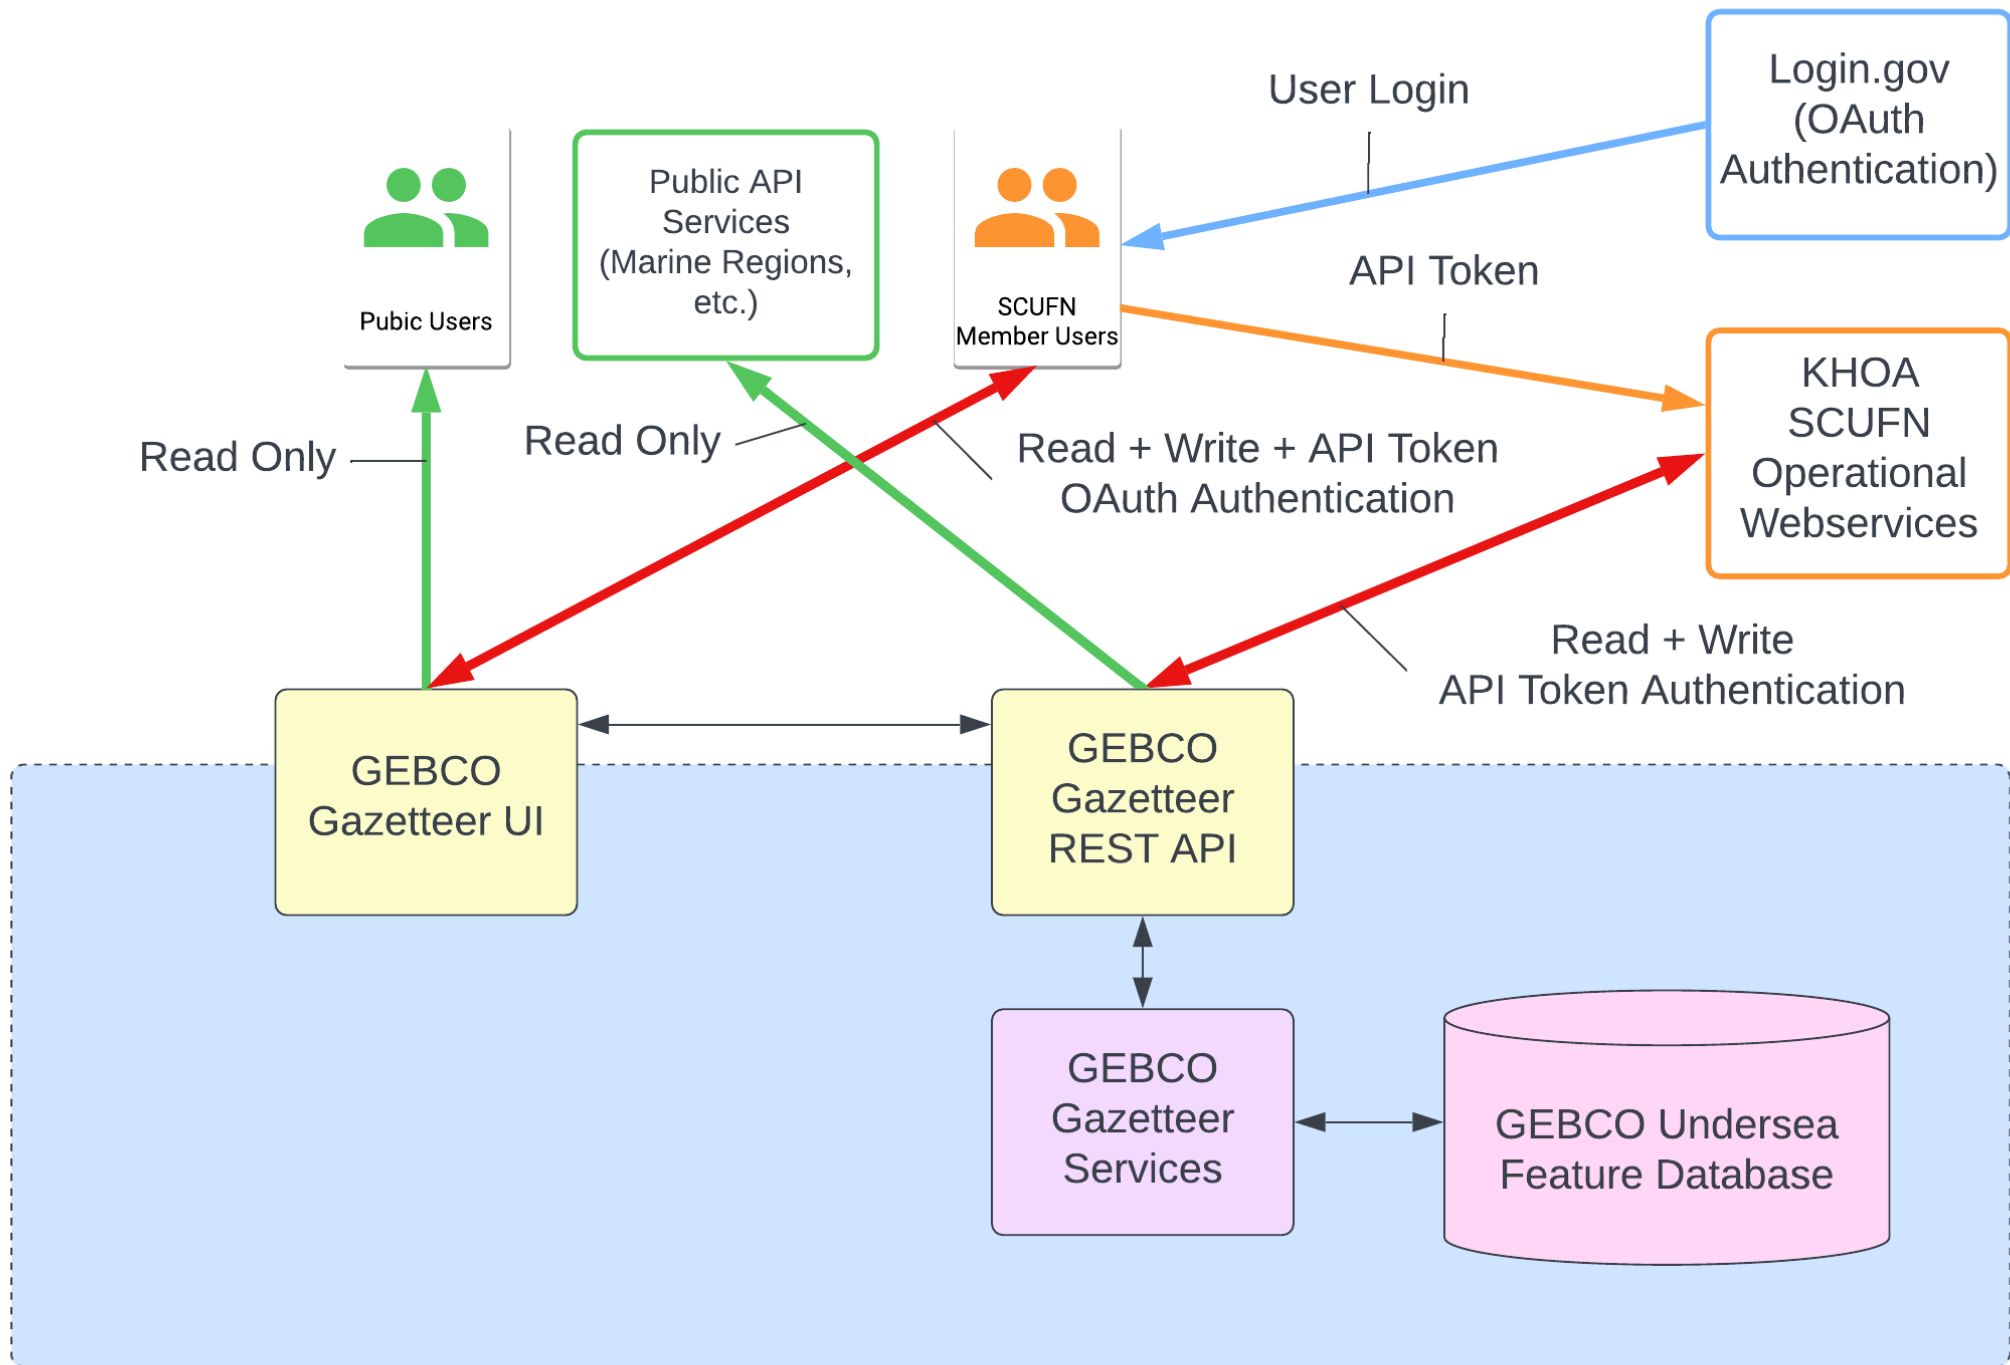 Login.gov
(OAuth
Authentication)
User Login
Public API
Services
(Marine Regions,
etc.)
API Token
SCUFN
Member Users
Pubic Users
KHOA
SCUFN
Operational
Webservices
Read Only
Read Only
Read + Write + API Token
OAuth Authentication
Read + Write
API Token Authentication
GEBCO
Gazetteer UI
GEBCO
Gazetteer
REST API
GEBCO
Gazetteer
Services
GEBCO Undersea
Feature Database